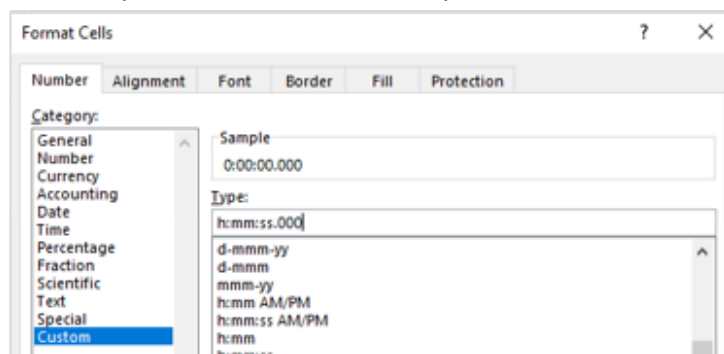 Format Cells ? ×
Number Alignment Font Border Fill Protection
Category:
General
Number
Currency
Accounting
Date
Time
Percentage
Fraction
Scientific
Text
Special
Custom
Sample
0:00:00.000
Type:
h:mm:ss.000
d-mmm-yy
d-mmm
mmm-yy
h:mm AM/PM
h:mm:ss AM/PM
h:mm